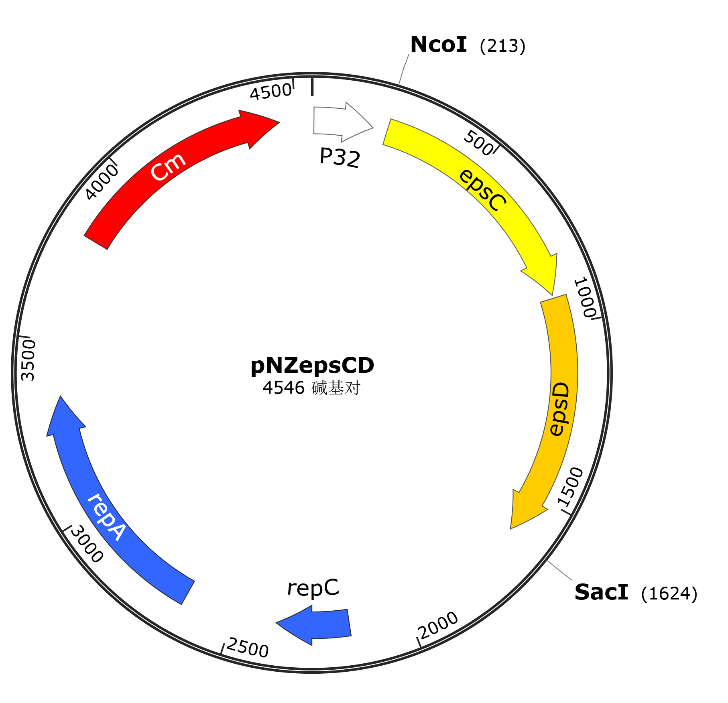 NcoI (213)
4500
P32
500
epsC
Cm
4000
1000
3500
pNZepsCD
4546 碱基对
epsD
1500
repA
3000
repC
SacI (1624)
2000
2500